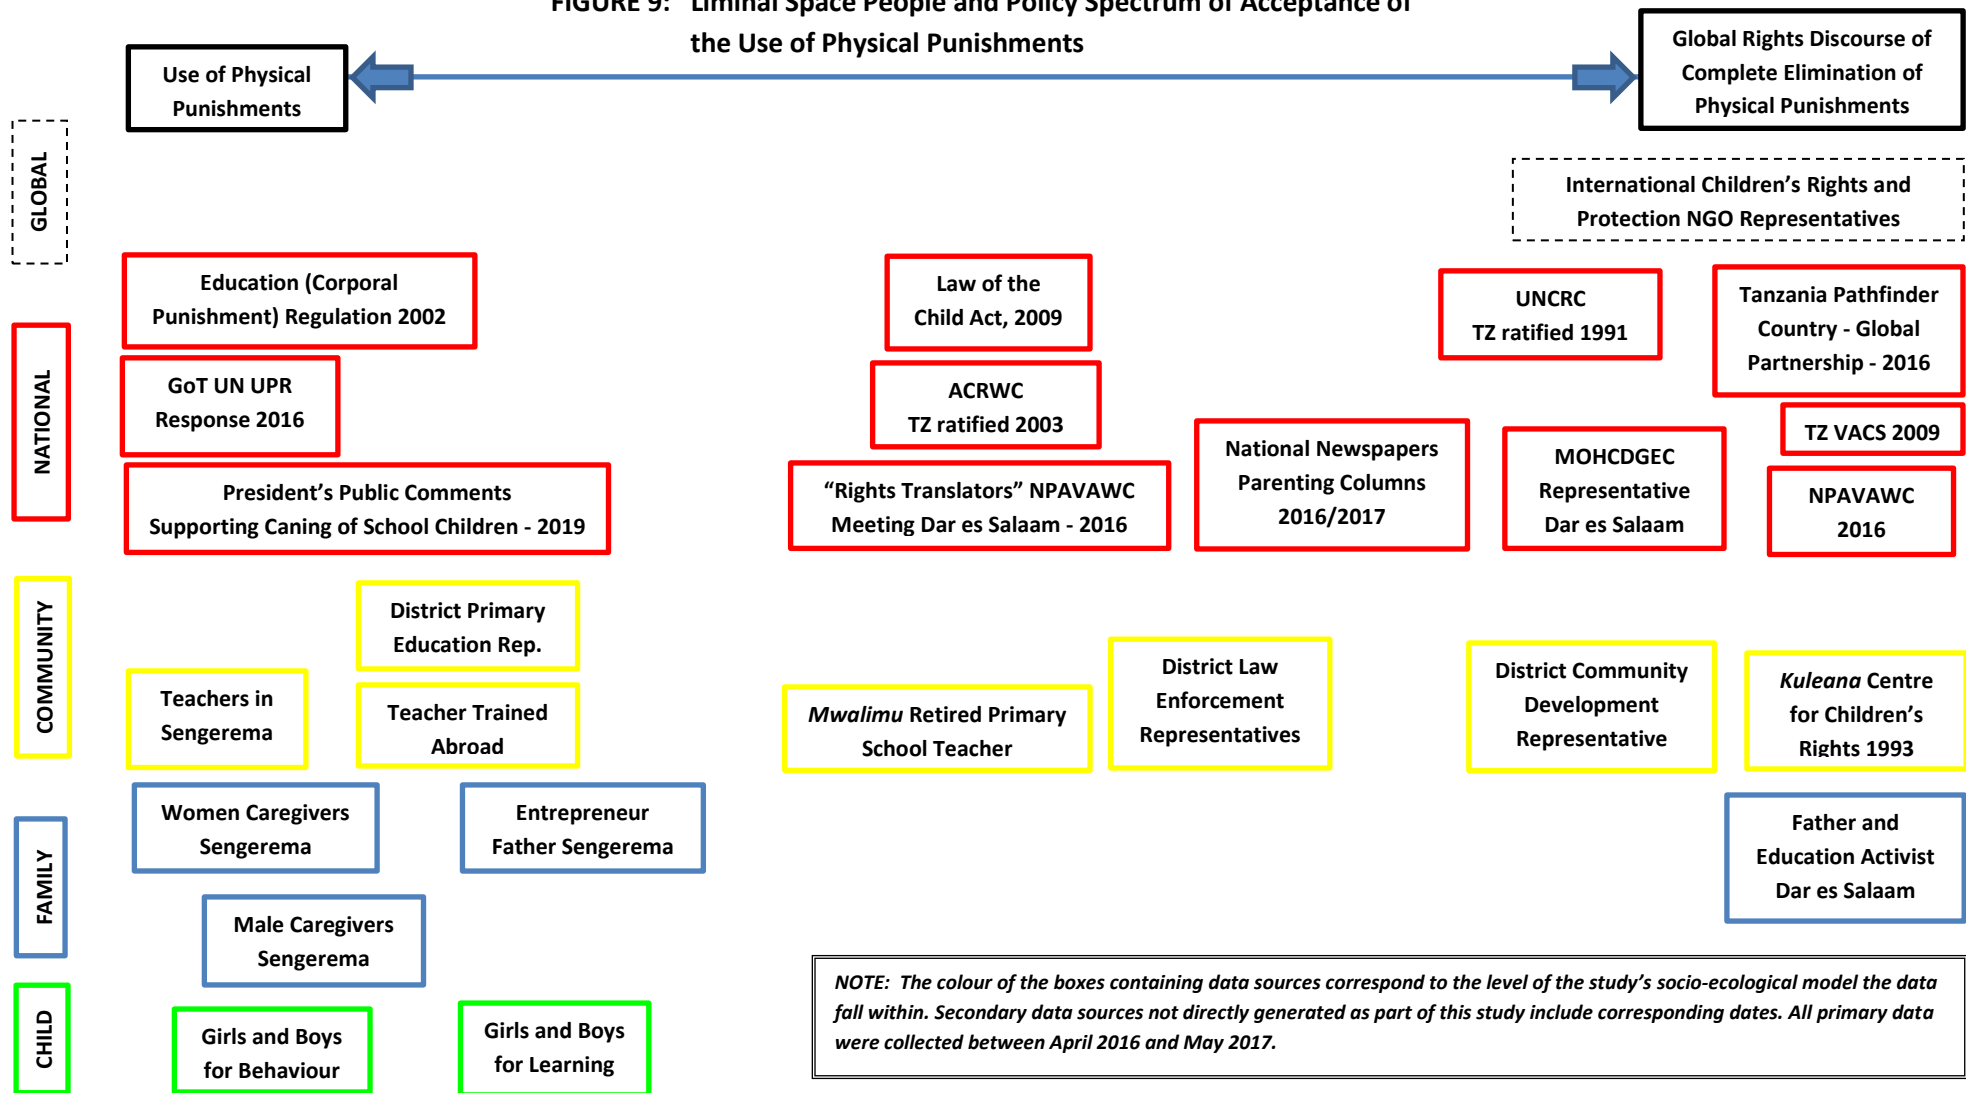 FIGURE 9: Liminal Space People and Policy Spectrum of Acceptance of
the Use of Physical Punishments
Use of Physical
Punishments
Global Rights Discourse of
Complete Elimination of
Physical Punishments
GLOBAL
International Children's Rights and
Protection NGO Representatives
NATIONAL
Education (Corporal
Punishment) Regulation 2002
Law of the
Child Act, 2009
UNCRC
TZ ratified 1991
Tanzania Pathfinder
Country - Global
Partnership - 2016
GoT UN UPR
Response 2016
ACRWC
TZ ratified 2003
TZ VACS 2009
President's Public Comments
Supporting Caning of School Children - 2019
"Rights Translators" NPAVAWC
Meeting Dar es Salaam - 2016
National Newspapers
Parenting Columns
2016/2017
MOHCDGEC
Representative
Dar es Salaam
NPAVAWC
2016
COMMUNITY
District Primary
Education Rep.
Teachers in
Sengerema
Teacher Trained
Abroad
Mwalimu Retired Primary
School Teacher
District Law
Enforcement
Representatives
District Community
Development
Representative
Kuleana Centre
for Children's
Rights 1993
FAMILY
Women Caregivers
Sengerema
Entrepreneur
Father Sengerema
Father and
Education Activist
Dar es Salaam
Male Caregivers
Sengerema
CHILD
Girls and Boys
for Behaviour
Girls and Boys
for Learning
NOTE: The colour of the boxes containing data sources correspond to the level of the study's socio-ecological model the data
fall within. Secondary data sources not directly generated as part of this study include corresponding dates. All primary data
were collected between April 2016 and May 2017.